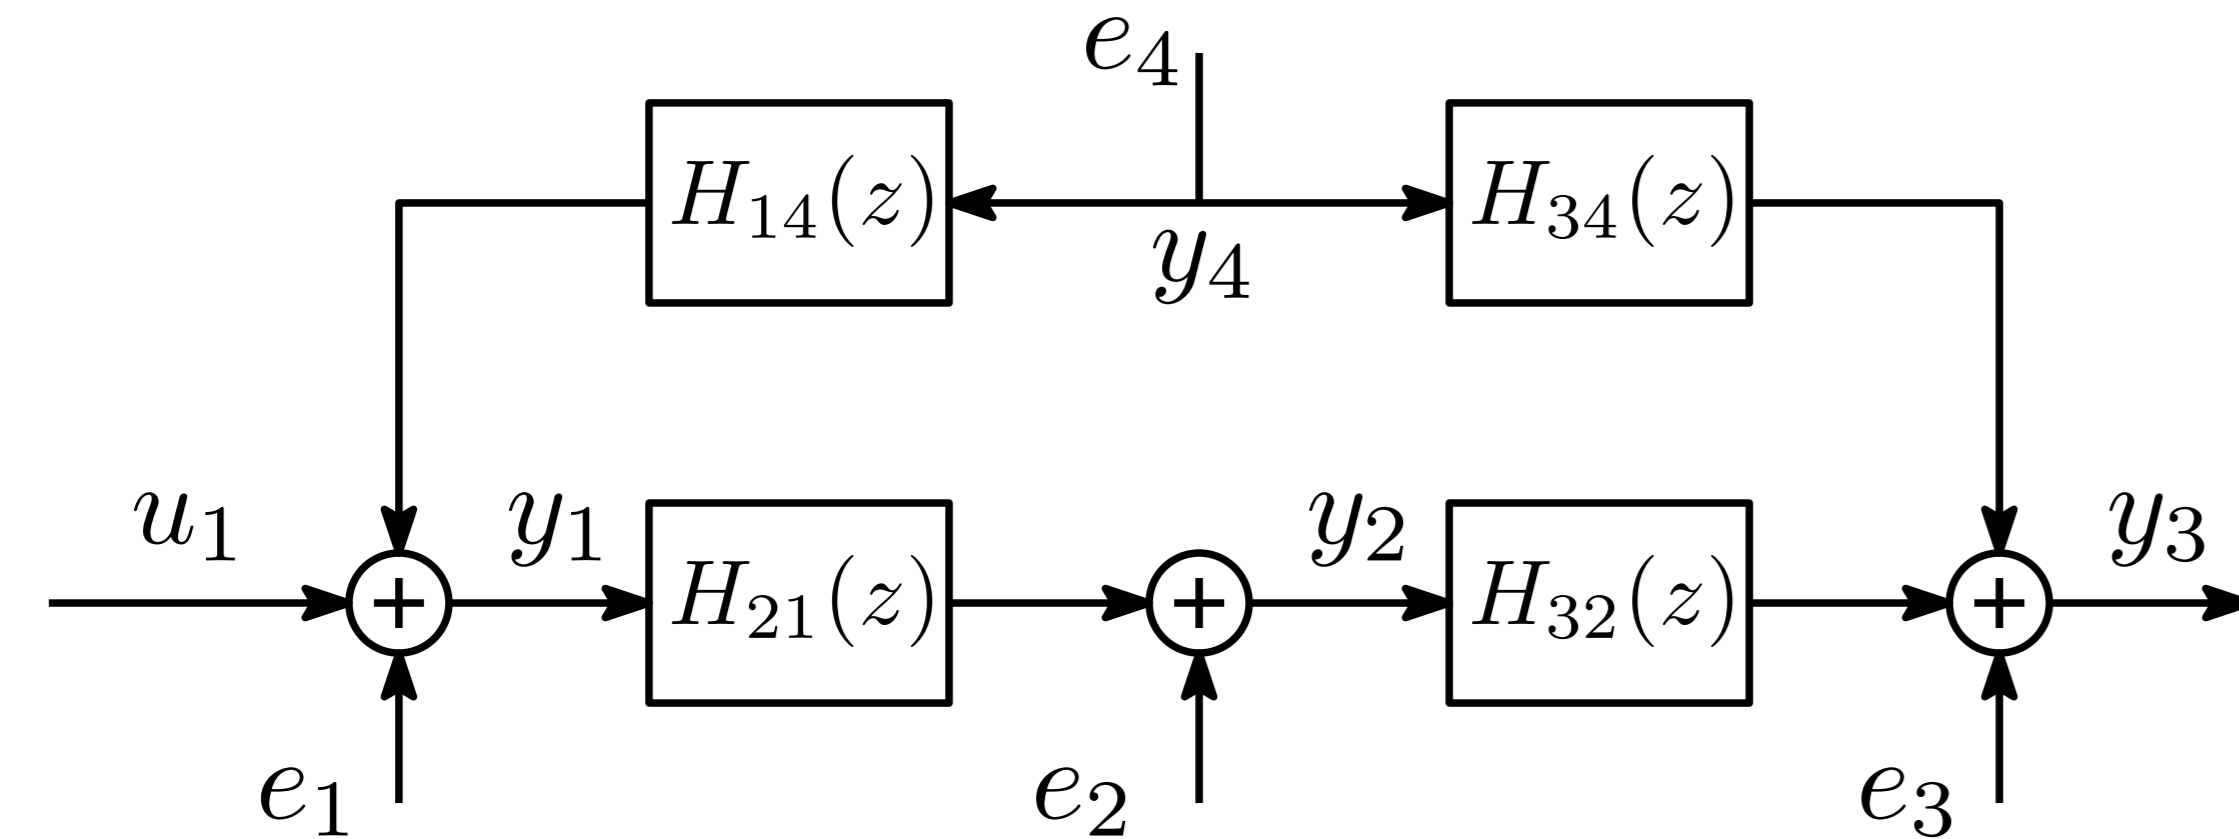 e₄
H₁₄(z) H₃₄(z)
y₄
u₁ y₁ y₂ y₃
H₂₁(z) H₃₂(z)
e₁ e₂ e₃